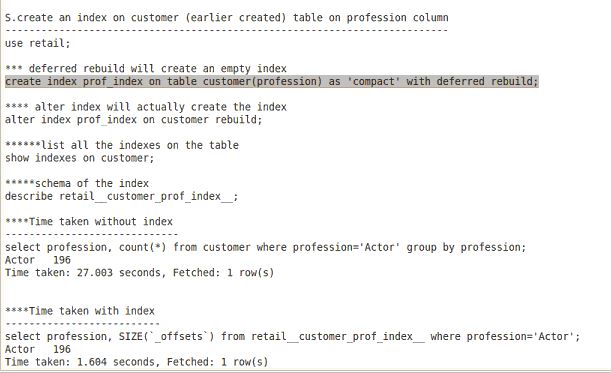 S.create an index on customer (earlier created) table on profession column
-----------------------------------------------------------------------
use retail;
*** deferred rebuild will create an empty index
create index prof_index on table customer(profession) as 'compact' with deferred rebuild;
**** alter index will actually create the index
alter index prof_index on customer rebuild;
******list all the indexes on the table
show indexes on customer;
*****schema of the index
describe retail__customer_prof_index__;
****Time taken without index
----------------------------
select profession, count(*) from customer where profession='Actor' group by profession;
Actor   196
Time taken: 27.003 seconds, Fetched: 1 row(s)
****Time taken with index
-------------------------
select profession, SIZE(`_offsets`) from retail__customer_prof_index__ where profession='Actor';
Actor   196
Time taken: 1.604 seconds, Fetched: 1 row(s)